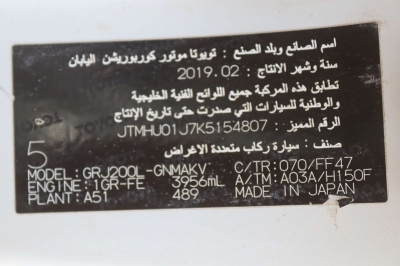 اسم الصانع وبلد الصنع : تويوتا موتور كوربوريشن اليابان
سنة وشهر الانتاج : 2019.02
تطابق هذه المركبة جميع اللوائح الفنية الخليجية
والوطنية للسيارات التي صدرت حتى تاريخ الإنتاج
الرقم المميز : JTMHU01J7K5154807
صنف : سيارة ركاب متعددة الاغراض
5
MODEL: GRJ200L-GNMAKV C/TR: 070/FF47
ENGINE: 1GR-FE 3956mL A/TM: A03A/H150F
PLANT: A51 489 MADE IN JAPAN